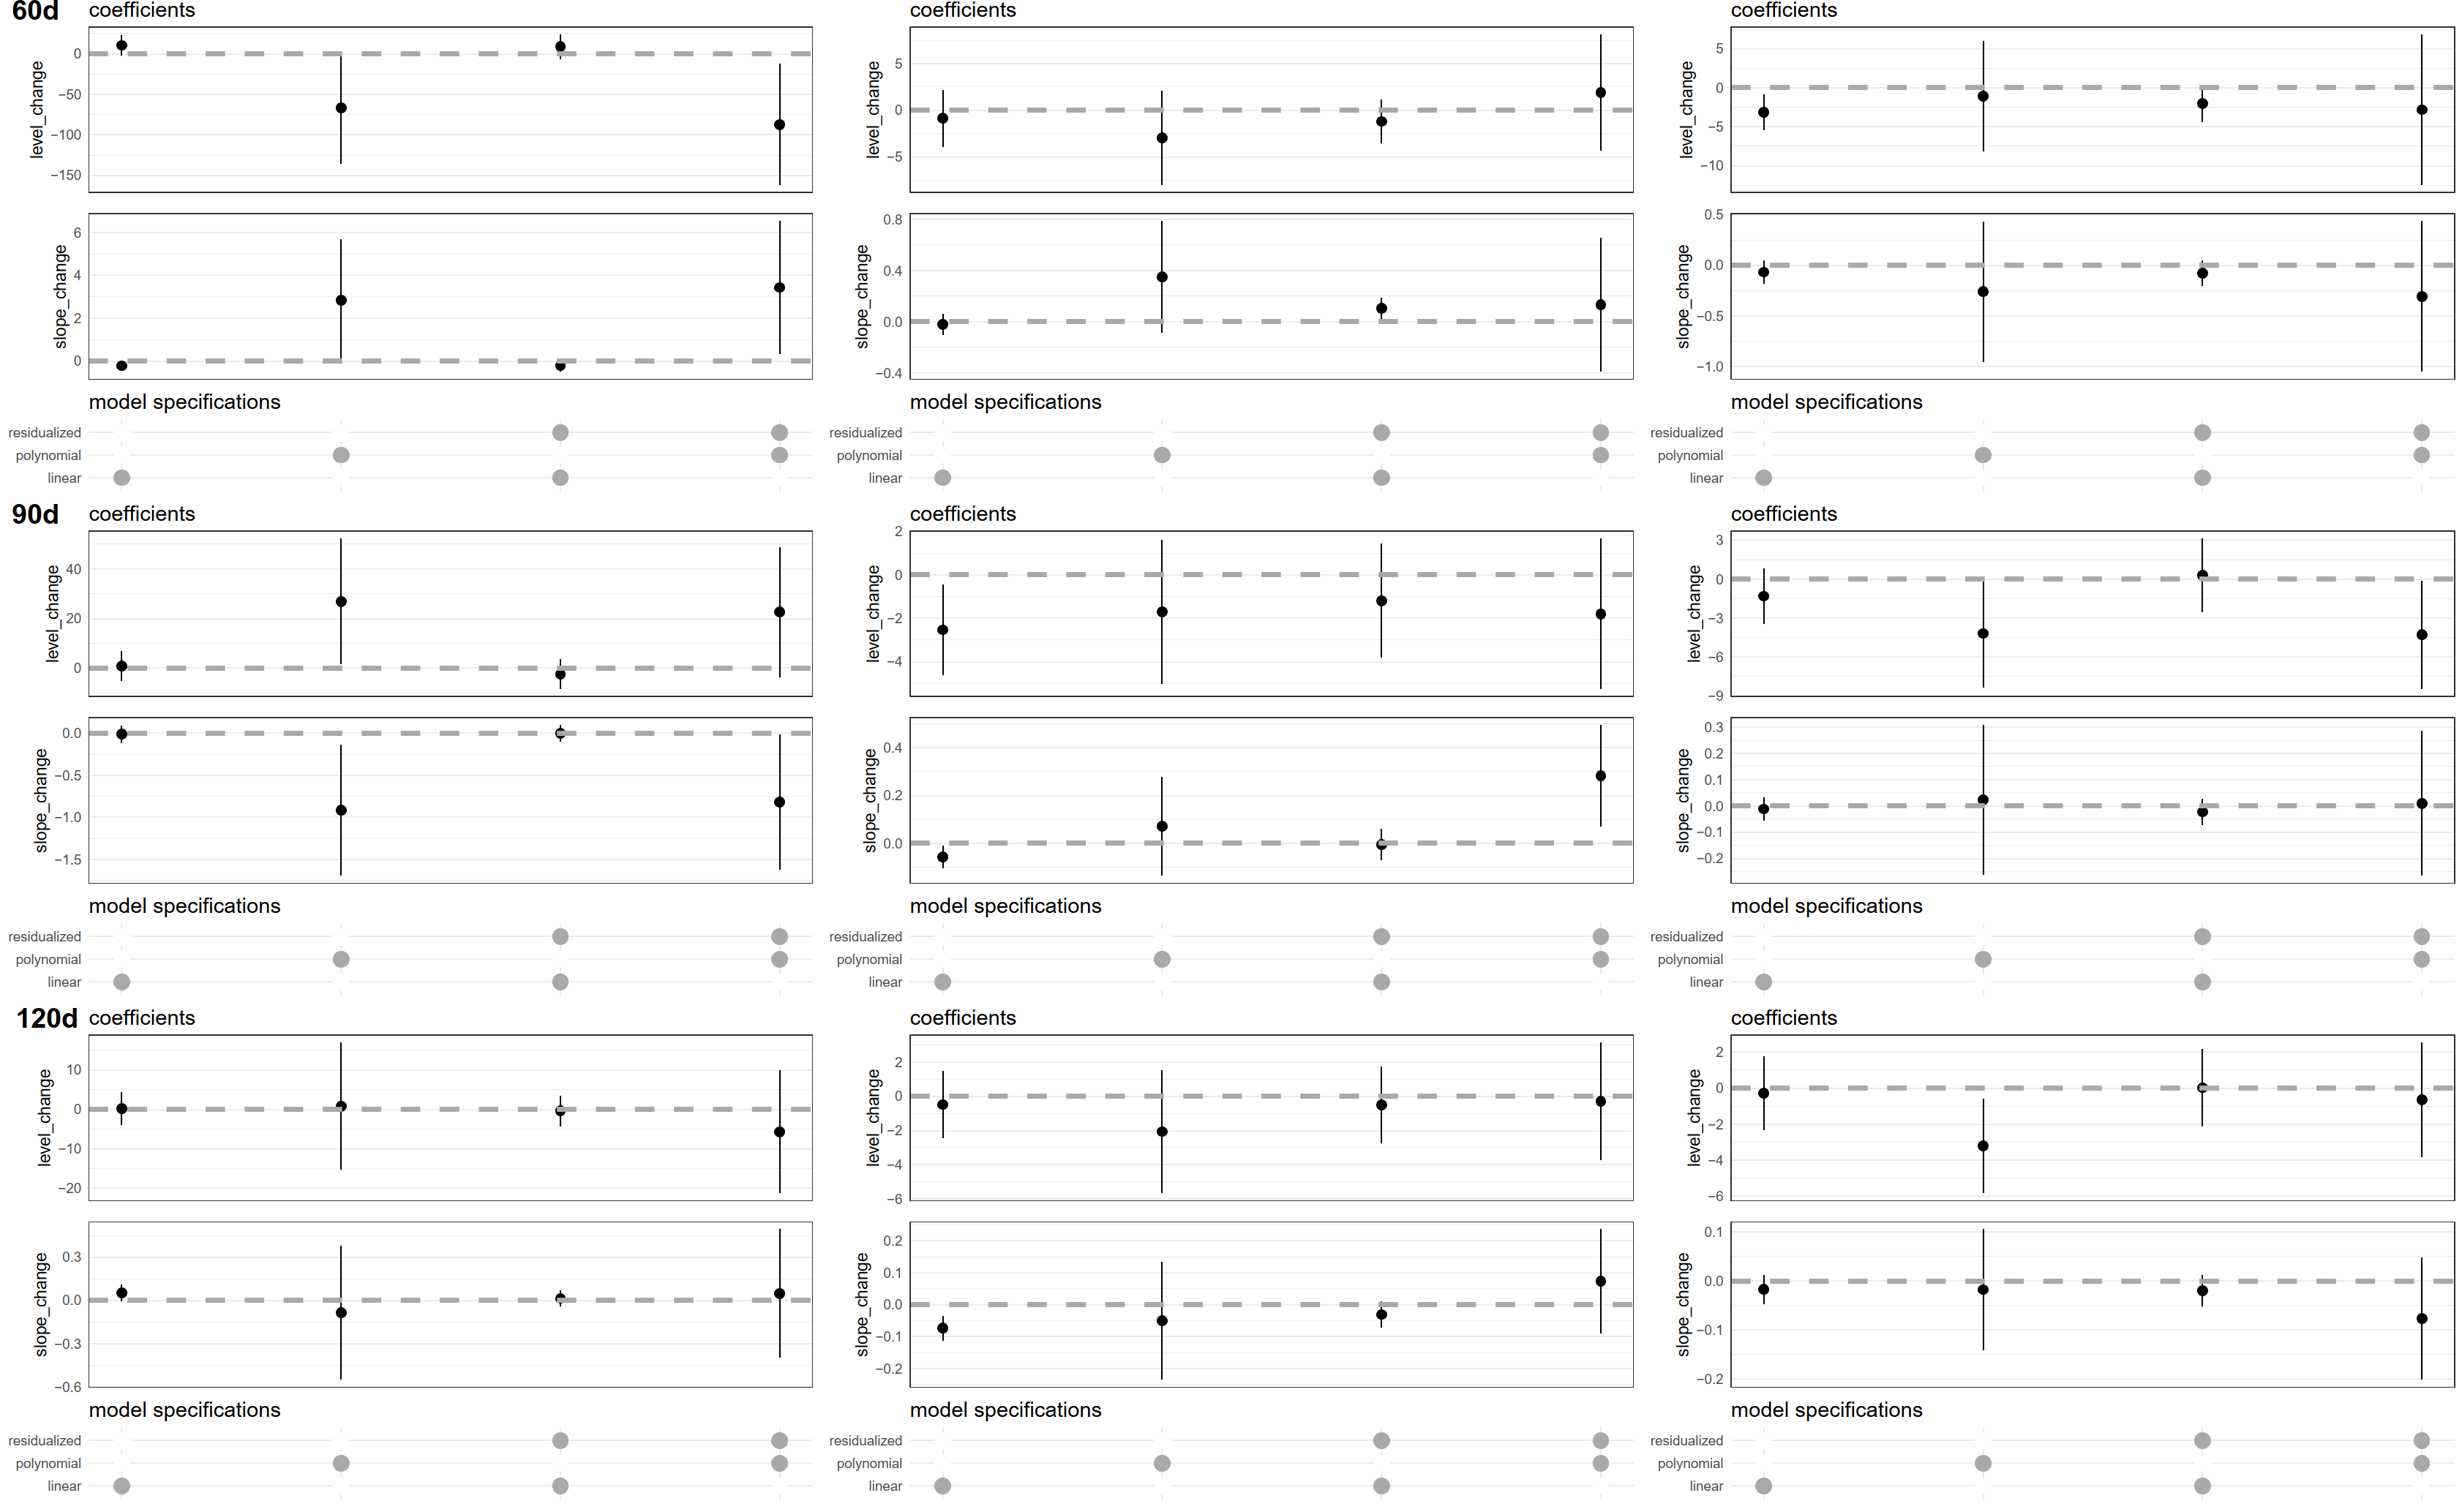 60d coefficients coefficients coefficients
level_change 0 −50 −100 −150
level_change 5 0 −5
level_change 5 0 −5 −10
slope_change 6 4 2 0
slope_change 0.8 0.4 0.0 −0.4
slope_change 0.5 0.0 −0.5 −1.0
model specifications model specifications model specifications
residualized residualized residualized
polynomial polynomial polynomial
linear linear linear
90d coefficients coefficients coefficients
level_change 40 20 0
level_change 2 0 −2 −4
level_change 3 0 −3 −6 −9
slope_change 0.0 −0.5 −1.0 −1.5
slope_change 0.4 0.2 0.0
slope_change 0.3 0.2 0.1 0.0 −0.1 −0.2
model specifications model specifications model specifications
residualized residualized residualized
polynomial polynomial polynomial
linear linear linear
120d coefficients coefficients coefficients
level_change 10 0 −10 −20
level_change 2 0 −2 −4 −6
level_change 2 0 −2 −4 −6
slope_change 0.3 0.0 −0.3 −0.6
slope_change 0.2 0.1 0.0 −0.1 −0.2
slope_change 0.1 0.0 −0.1 −0.2
model specifications model specifications model specifications
residualized residualized residualized
polynomial polynomial polynomial
linear linear linear